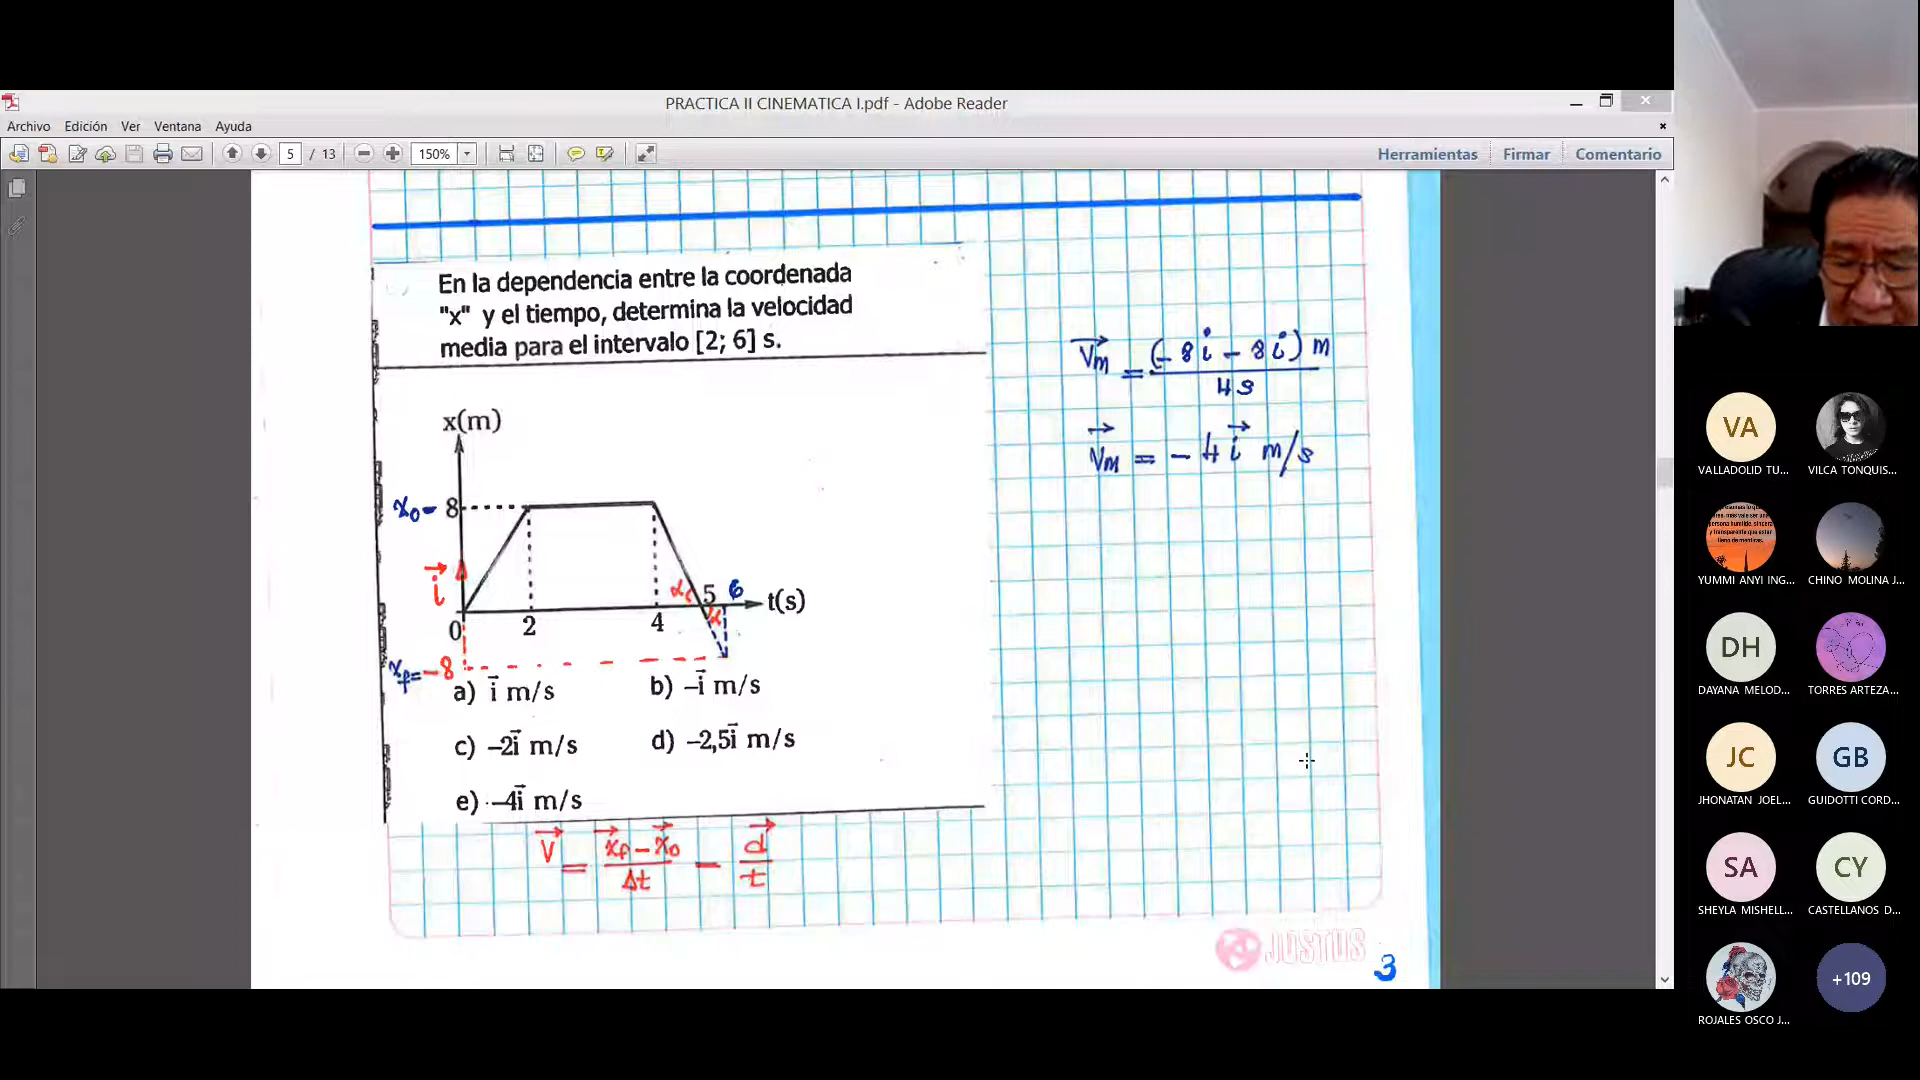 PRACTICA II CINEMATICA I.pdf - Adobe Reader
Archivo Edición Ver Ventana Ayuda
5 / 13 150% Herramientas Firmar Comentario
En la dependencia entre la coordenada
"x" y el tiempo, determina la velocidad
media para el intervalo [2; 6] s.
Vm = (-8i - 8i) m
4 s
Vm = - 4 i m/s
x(m)
x₀ - 8
i
5 6 t(s)
α α
0 2 4
xf = -8
a) i m/s b) -i m/s
c) -2i m/s d) -2,5i m/s
e) -4i m/s
V = xf - x₀ = d
Δt t
JUSTUS
3
VA
VALLADOLID TU... VILCA TONQUIS...
YUMMI ANYI ING... CHINO MOLINA J...
DH
DAYANA MELOD... TORRES ARTEZA...
JC GB
JHONATAN JOEL... GUIDOTTI CORD...
SA CY
SHEYLA MISHELL... CASTELLANOS D...
+109
ROJALES OSCO J...